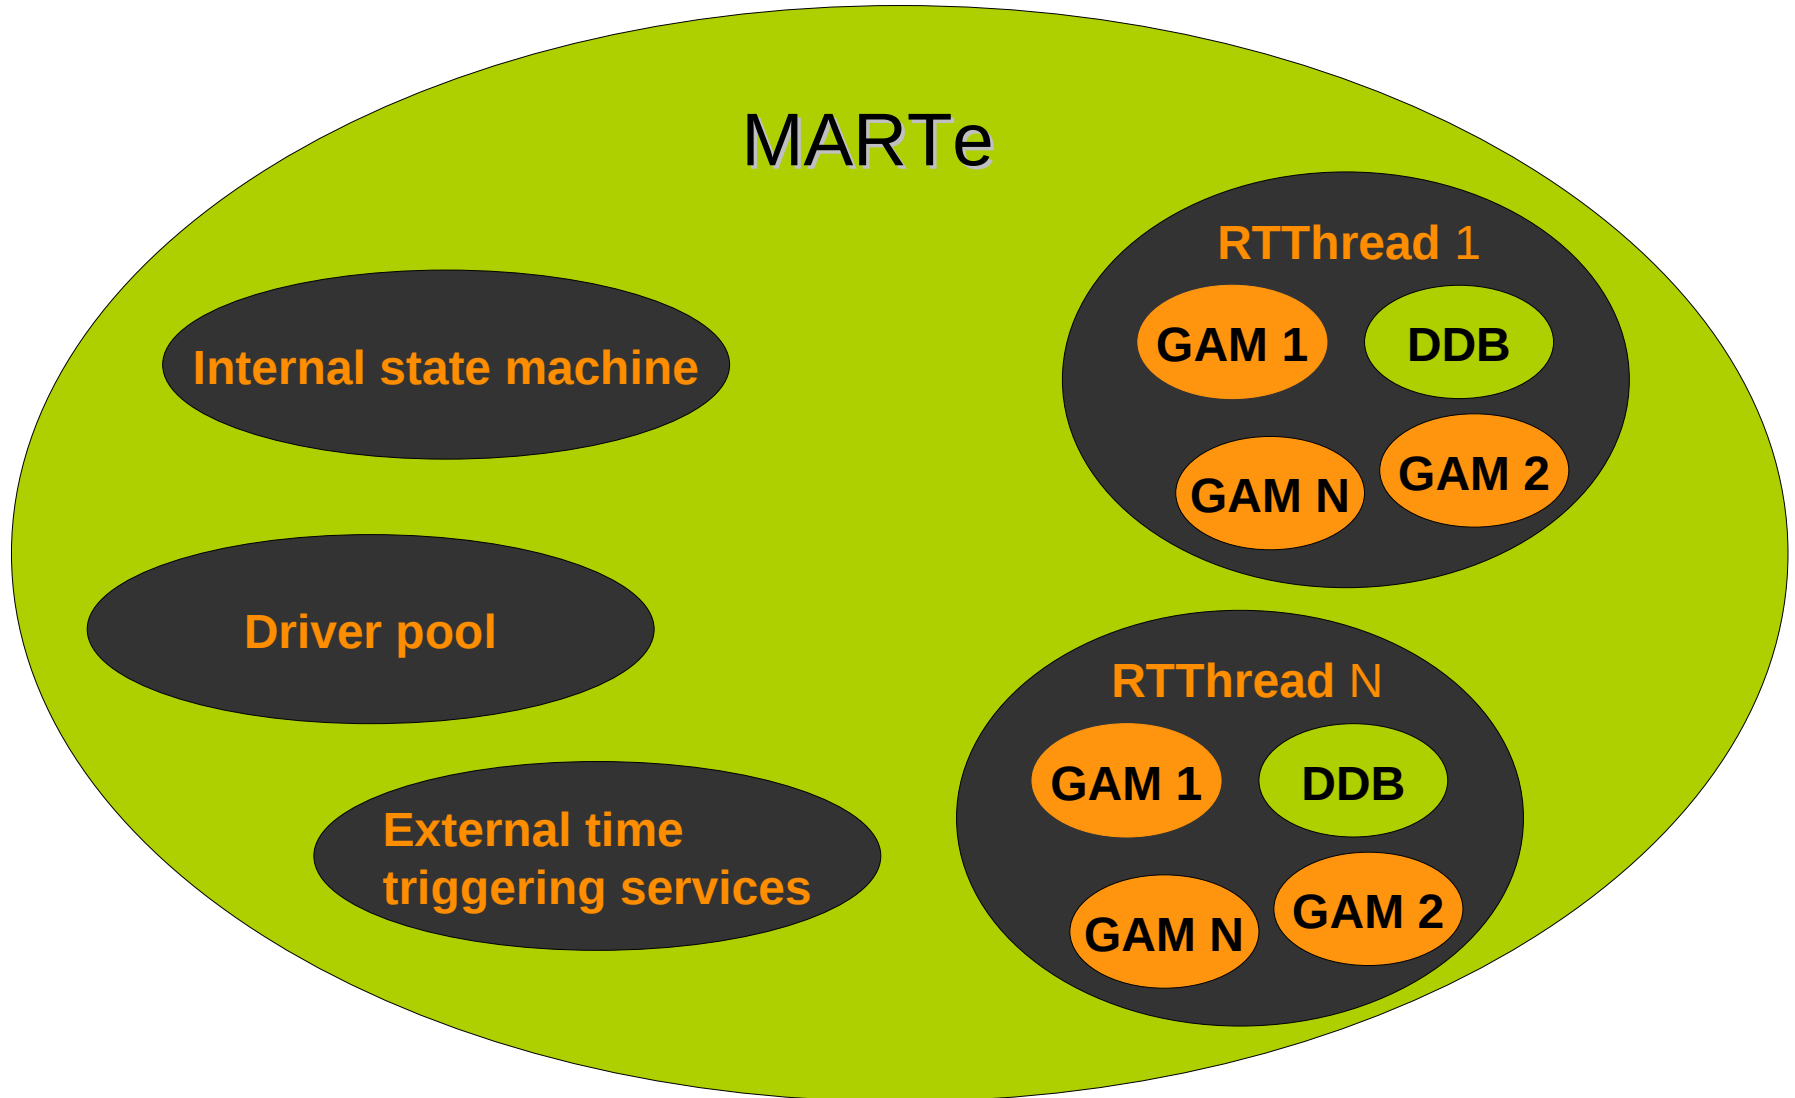 MARTe
Internal state machine
Driver pool
External time
triggering services
RTThread 1
GAM 1
DDB
GAM N
GAM 2
RTThread N
GAM 1
DDB
GAM N
GAM 2